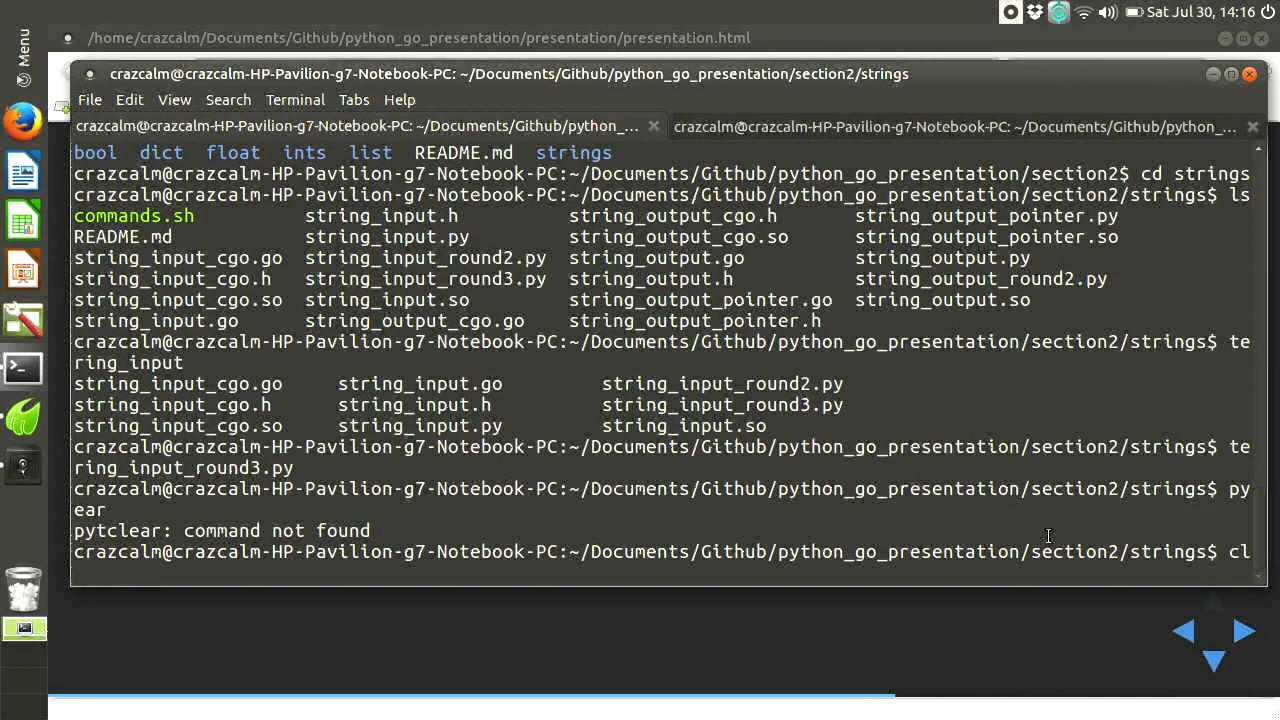 Menu
Sat Jul 30, 14:16
/home/crazcalm/Documents/Github/python_go_presentation/presentation/presentation.html
crazcalm@crazcalm-HP-Pavilion-g7-Notebook-PC: ~/Documents/Github/python_go_presentation/section2/strings
File Edit View Search Terminal Tabs Help
crazcalm@crazcalm-HP-Pavilion-g7-Notebook-PC: ~/Documents/Github/python_... crazcalm@crazcalm-HP-Pavilion-g7-Notebook-PC: ~/Documents/Github/python_...
bool dict float ints list README.md strings
crazcalm@crazcalm-HP-Pavilion-g7-Notebook-PC:~/Documents/Github/python_go_presentation/section2$ cd strings
crazcalm@crazcalm-HP-Pavilion-g7-Notebook-PC:~/Documents/Github/python_go_presentation/section2/strings$ ls
commands.sh string_input.h string_output_cgo.h string_output_pointer.py
README.md string_input.py string_output_cgo.so string_output_pointer.so
string_input_cgo.go string_input_round2.py string_output.go string_output.py
string_input_cgo.h string_input_round3.py string_output.h string_output_round2.py
string_input_cgo.so string_input.so string_output_pointer.go string_output.so
string_input.go string_output_cgo.go string_output_pointer.h
crazcalm@crazcalm-HP-Pavilion-g7-Notebook-PC:~/Documents/Github/python_go_presentation/section2/strings$ te
ring_input
string_input_cgo.go string_input.go string_input_round2.py
string_input_cgo.h string_input.h string_input_round3.py
string_input_cgo.so string_input.py string_input.so
crazcalm@crazcalm-HP-Pavilion-g7-Notebook-PC:~/Documents/Github/python_go_presentation/section2/strings$ te
ring_input_round3.py
crazcalm@crazcalm-HP-Pavilion-g7-Notebook-PC:~/Documents/Github/python_go_presentation/section2/strings$ py
ear
pytclear: command not found
crazcalm@crazcalm-HP-Pavilion-g7-Notebook-PC:~/Documents/Github/python_go_presentation/section2/strings$ cl